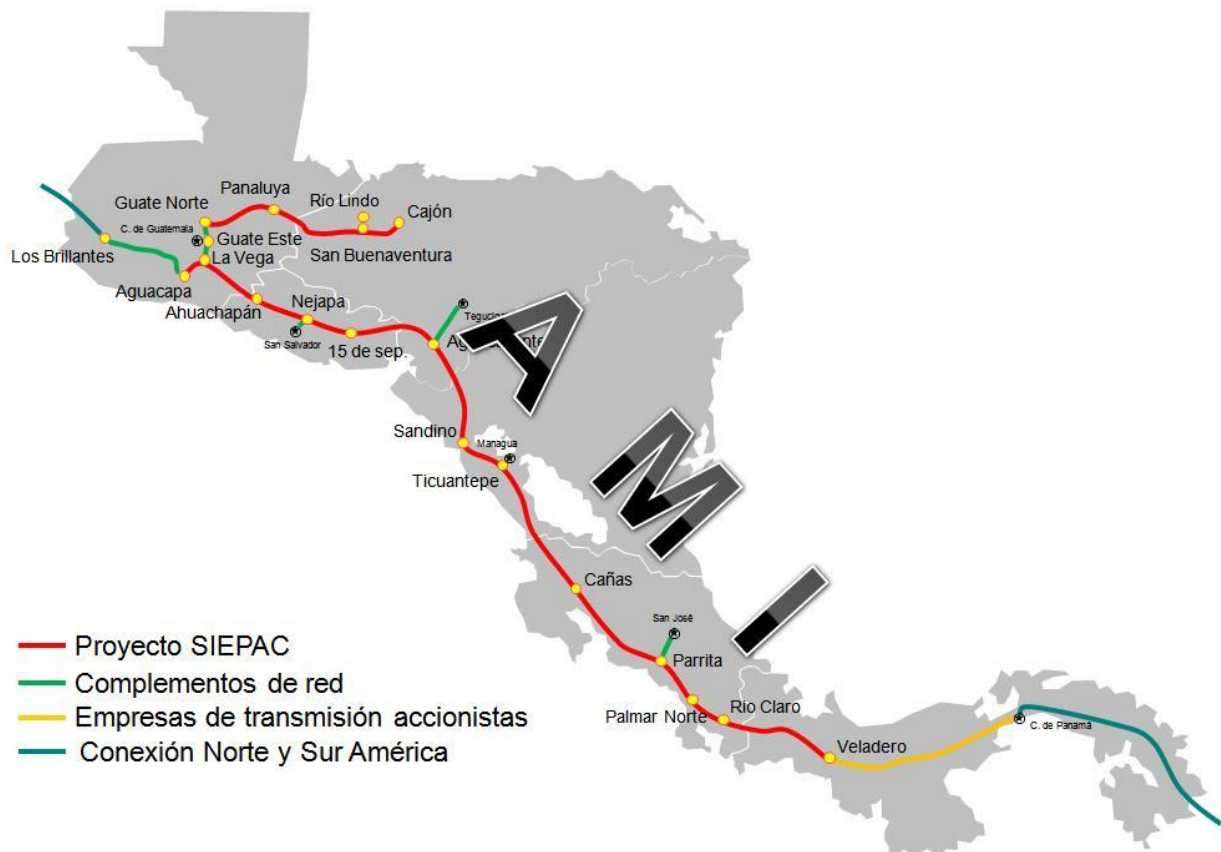 Panaluya
Guate Norte
Río Lindo
Cajón
C. de Guatemala
Guate Este
Los Brillantes
La Vega
San Buenaventura
Aguacapa
Ahuachapán
Nejapa
San Salvador
15 de sep.
A
M
I
Sandino
Managua
Ticuantepe
Cañas
San José
Parrita
Palmar Norte
Rio Claro
Veladero
C. de Panamá
Proyecto SIEPAC
Complementos de red
Empresas de transmisión accionistas
Conexión Norte y Sur América